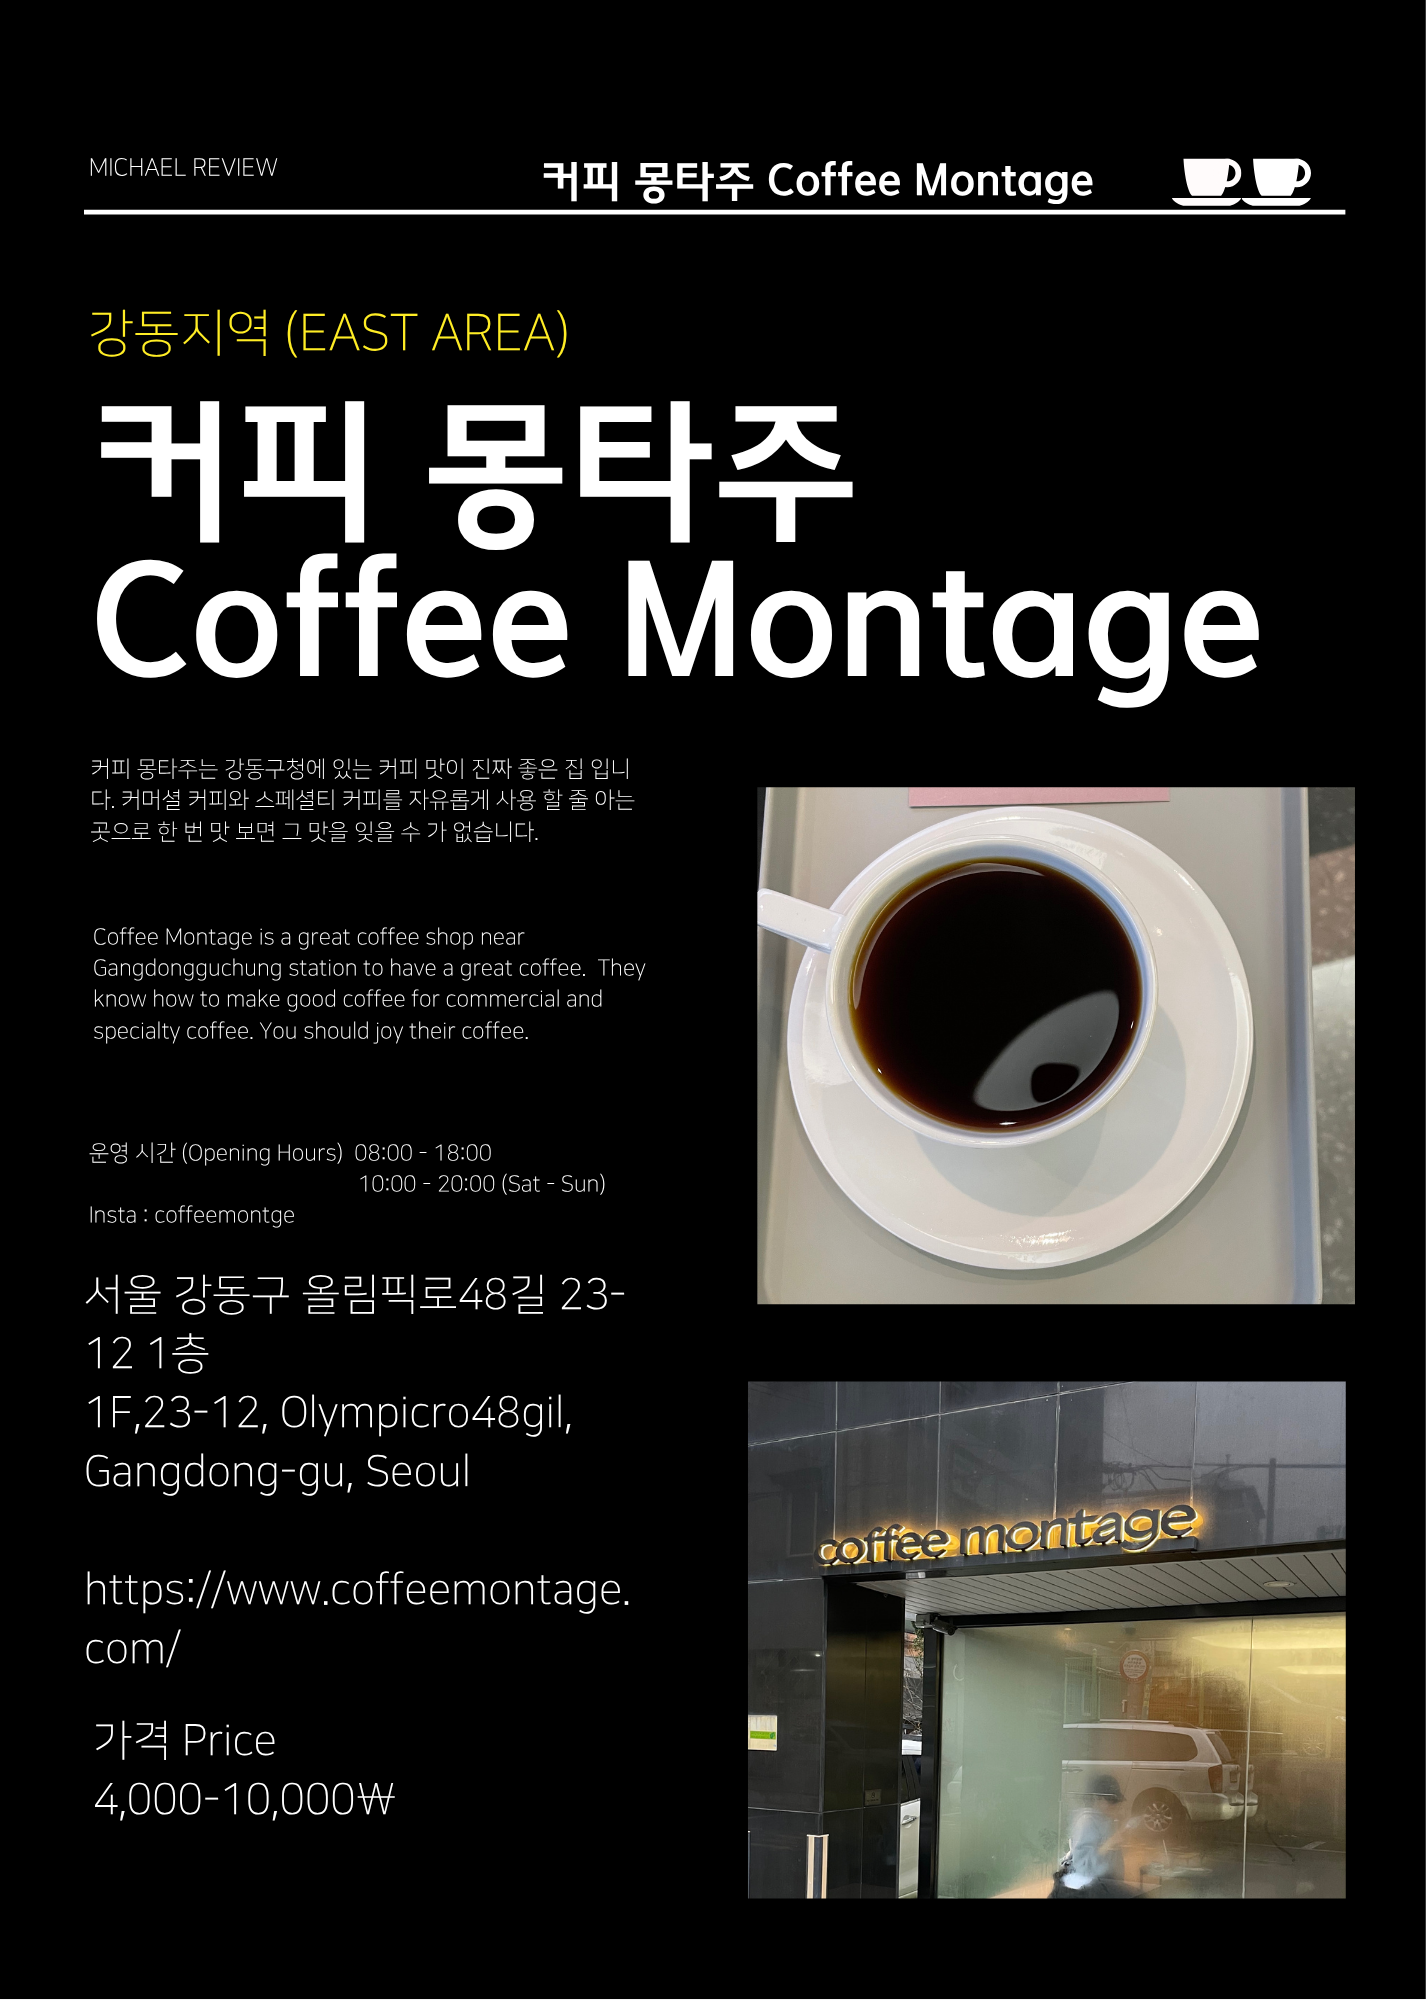 MICHAEL REVIEW
커피 몽타주 Coffee Montage
강동지역 (EAST AREA)
커피 몽타주
Coffee Montage
커피 몽타주는 강동구청에 있는 커피 맛이 진짜 좋은 집 입니
다. 커머셜 커피와 스페셜티 커피를 자유롭게 사용 할 줄 아는
곳으로 한 번 맛 보면 그 맛을 잊을 수 가 없습니다.
Coffee Montage is a great coffee shop near
Gangdongguchung station to have a great coffee.  They
know how to make good coffee for commercial and
specialty coffee. You should joy their coffee.
운영 시간 (Opening Hours)  08:00 - 18:00
10:00 - 20:00 (Sat - Sun)
Insta : coffeemontge
서울 강동구 올림픽로48길 23-
12 1층
1F,23-12, Olympicro48gil,
Gangdong-gu, Seoul
https://www.coffeemontage.
com/
가격 Price
4,000-10,000₩
coffee montage